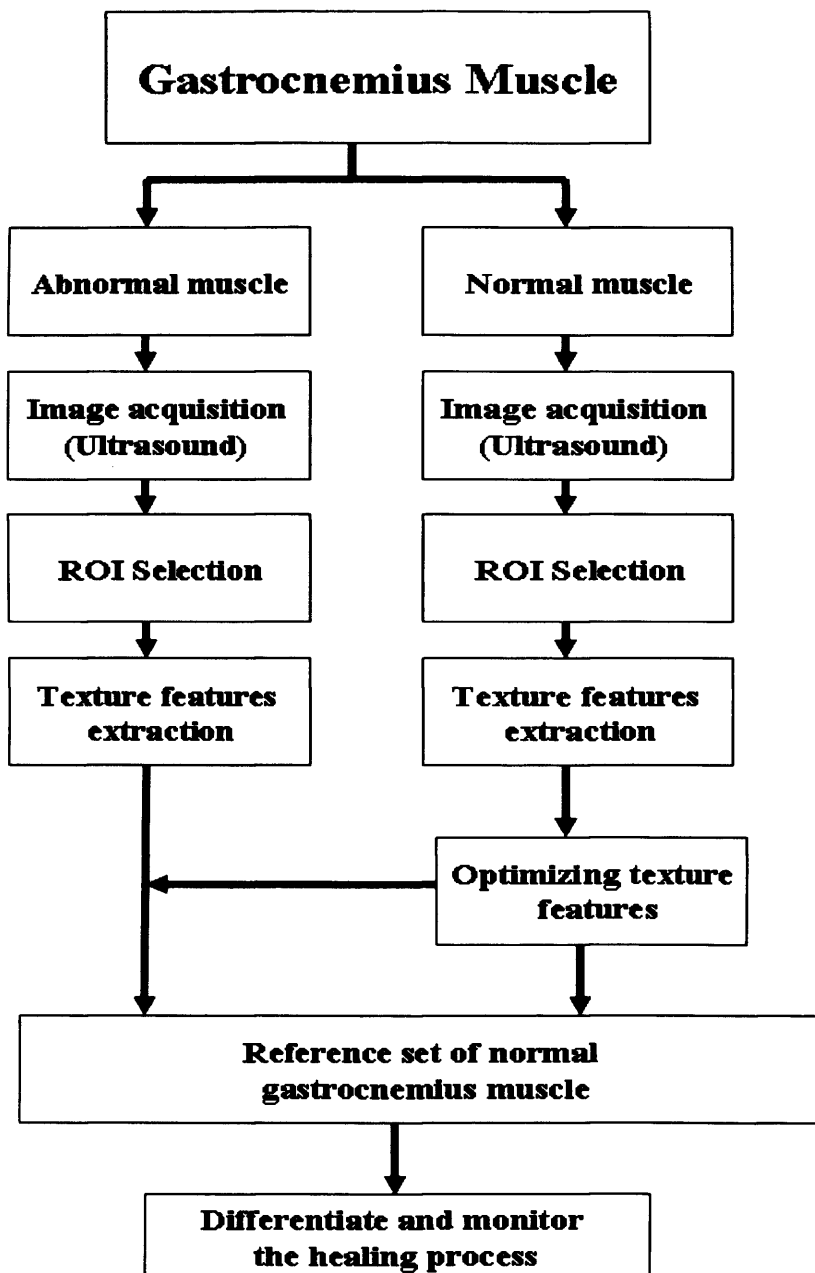 Gastrocnemius Muscle
Abnormal muscle
Normal muscle
Image acquisition
(Ultrasound)
Image acquisition
(Ultrasound)
ROI Selection
ROI Selection
Texture features
extraction
Texture features
extraction
Optimizing texture
features
Reference set of normal
gastrocnemius muscle
Differentiate and monitor
the healing process